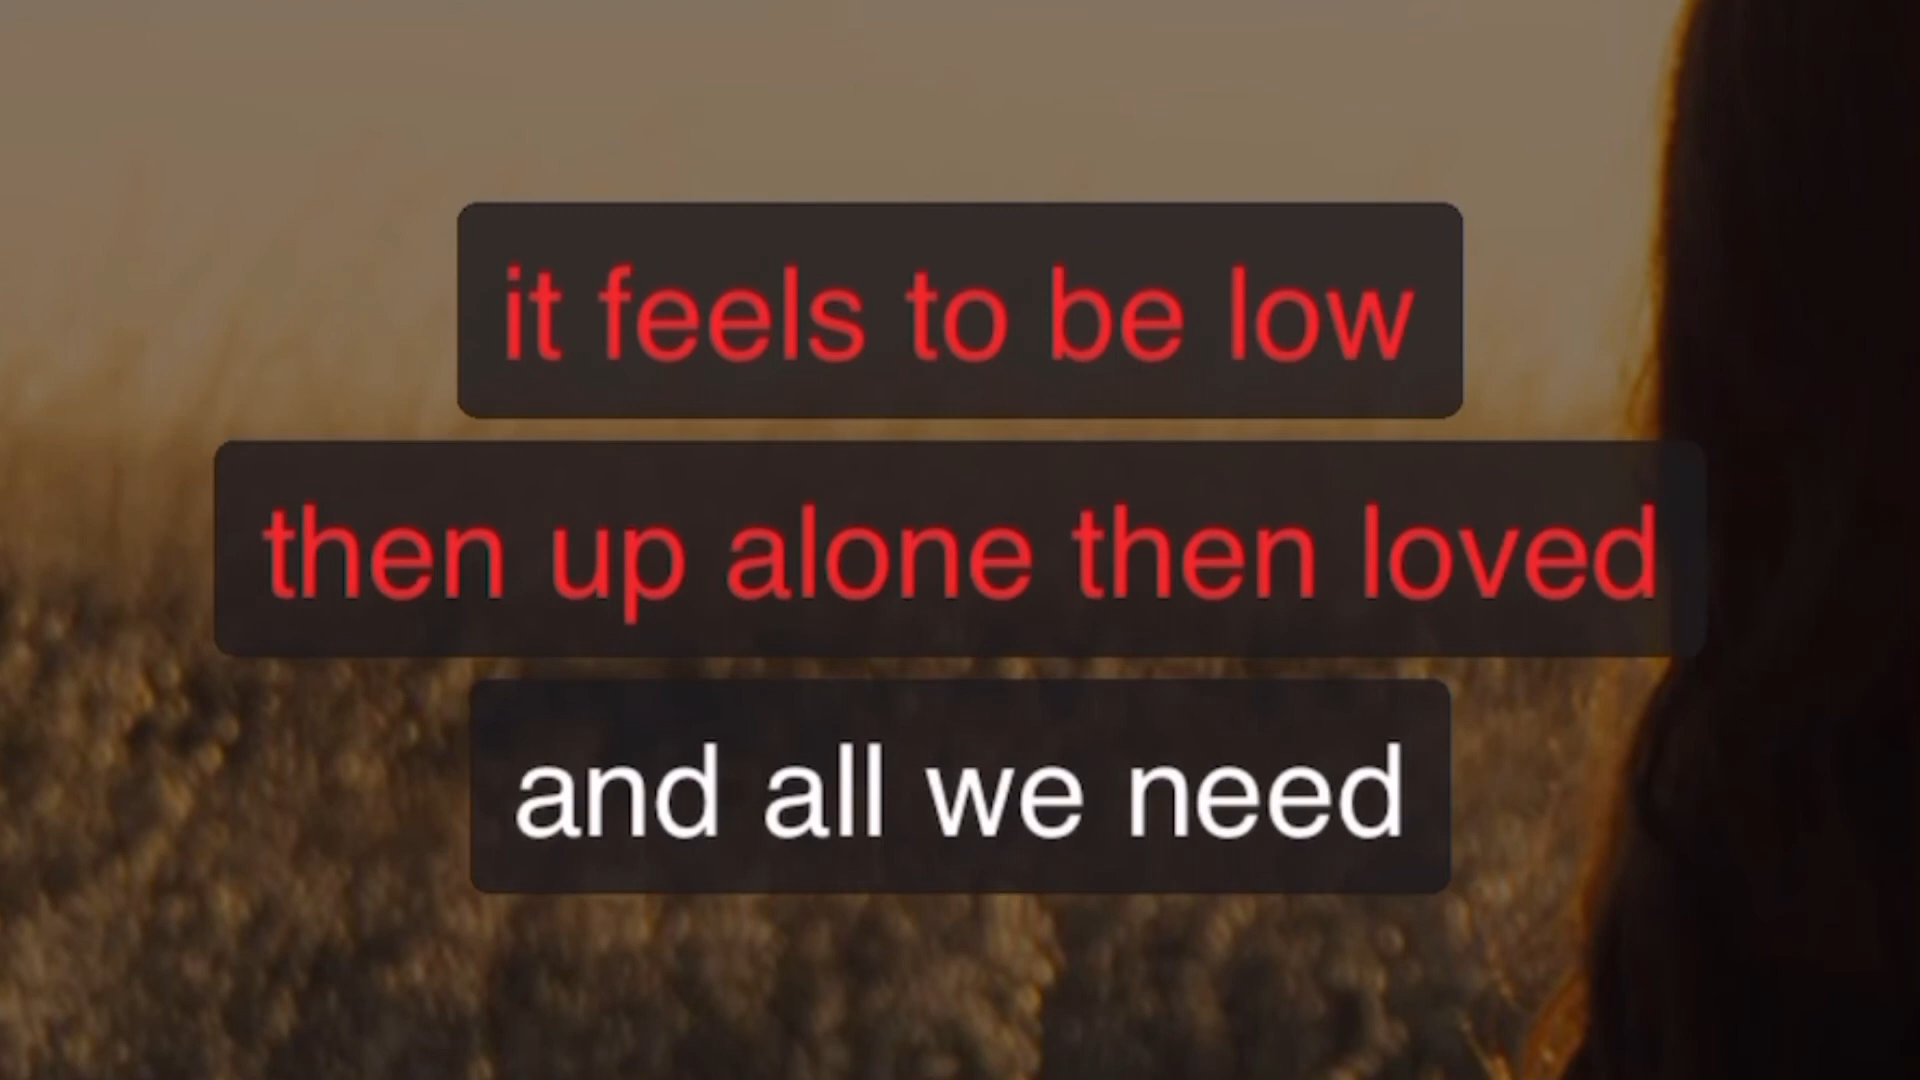 it feels to be low
then up alone then loved
and all we need